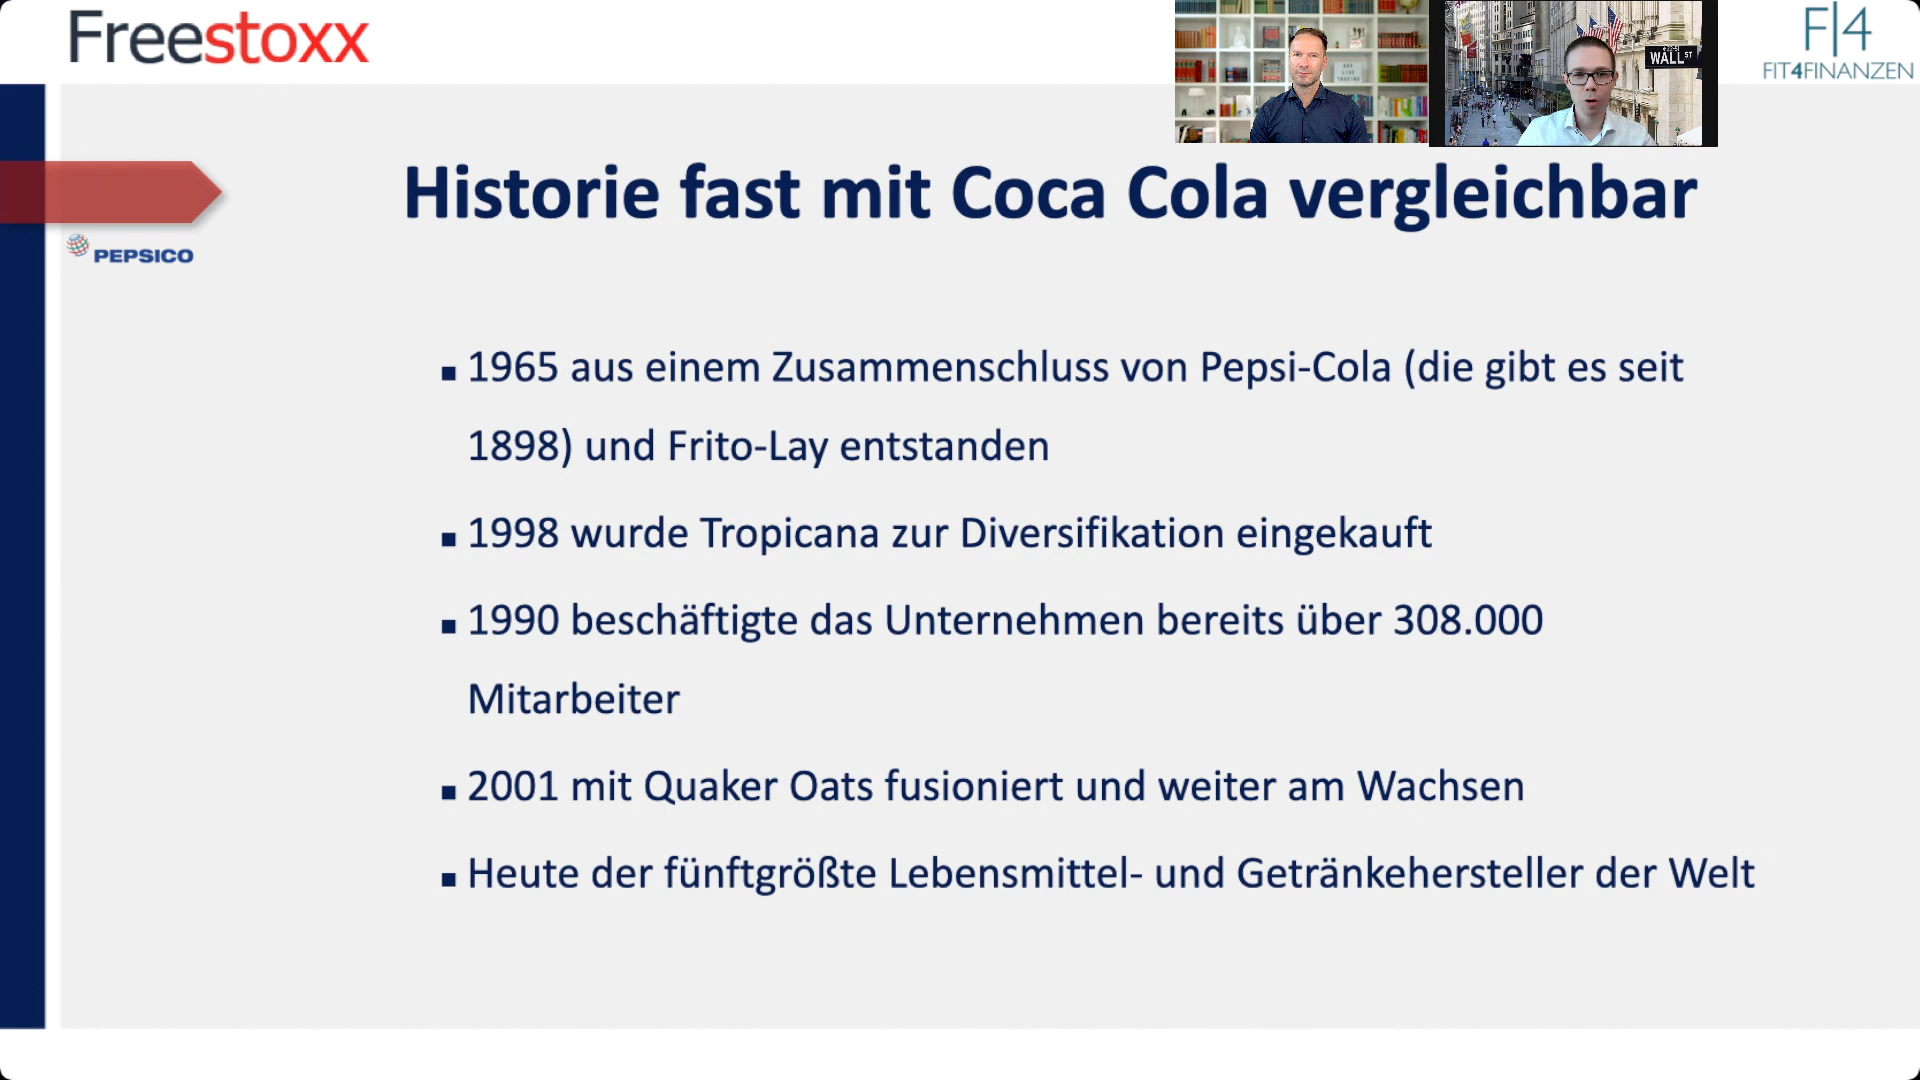 Freestoxx
WALL ST
F|4
FIT4FINANZEN
Historie fast mit Coca Cola vergleichbar
PEPSICO
▪ 1965 aus einem Zusammenschluss von Pepsi-Cola (die gibt es seit
1898) und Frito-Lay entstanden
▪ 1998 wurde Tropicana zur Diversifikation eingekauft
▪ 1990 beschäftigte das Unternehmen bereits über 308.000
Mitarbeiter
▪ 2001 mit Quaker Oats fusioniert und weiter am Wachsen
▪ Heute der fünftgrößte Lebensmittel- und Getränkehersteller der Welt